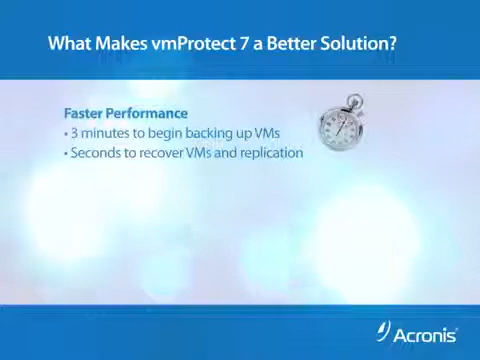 What Makes vmProtect 7 a Better Solution?
Faster Performance
• 3 minutes to begin backing up VMs
• Seconds to recover VMs and replication
Acronis